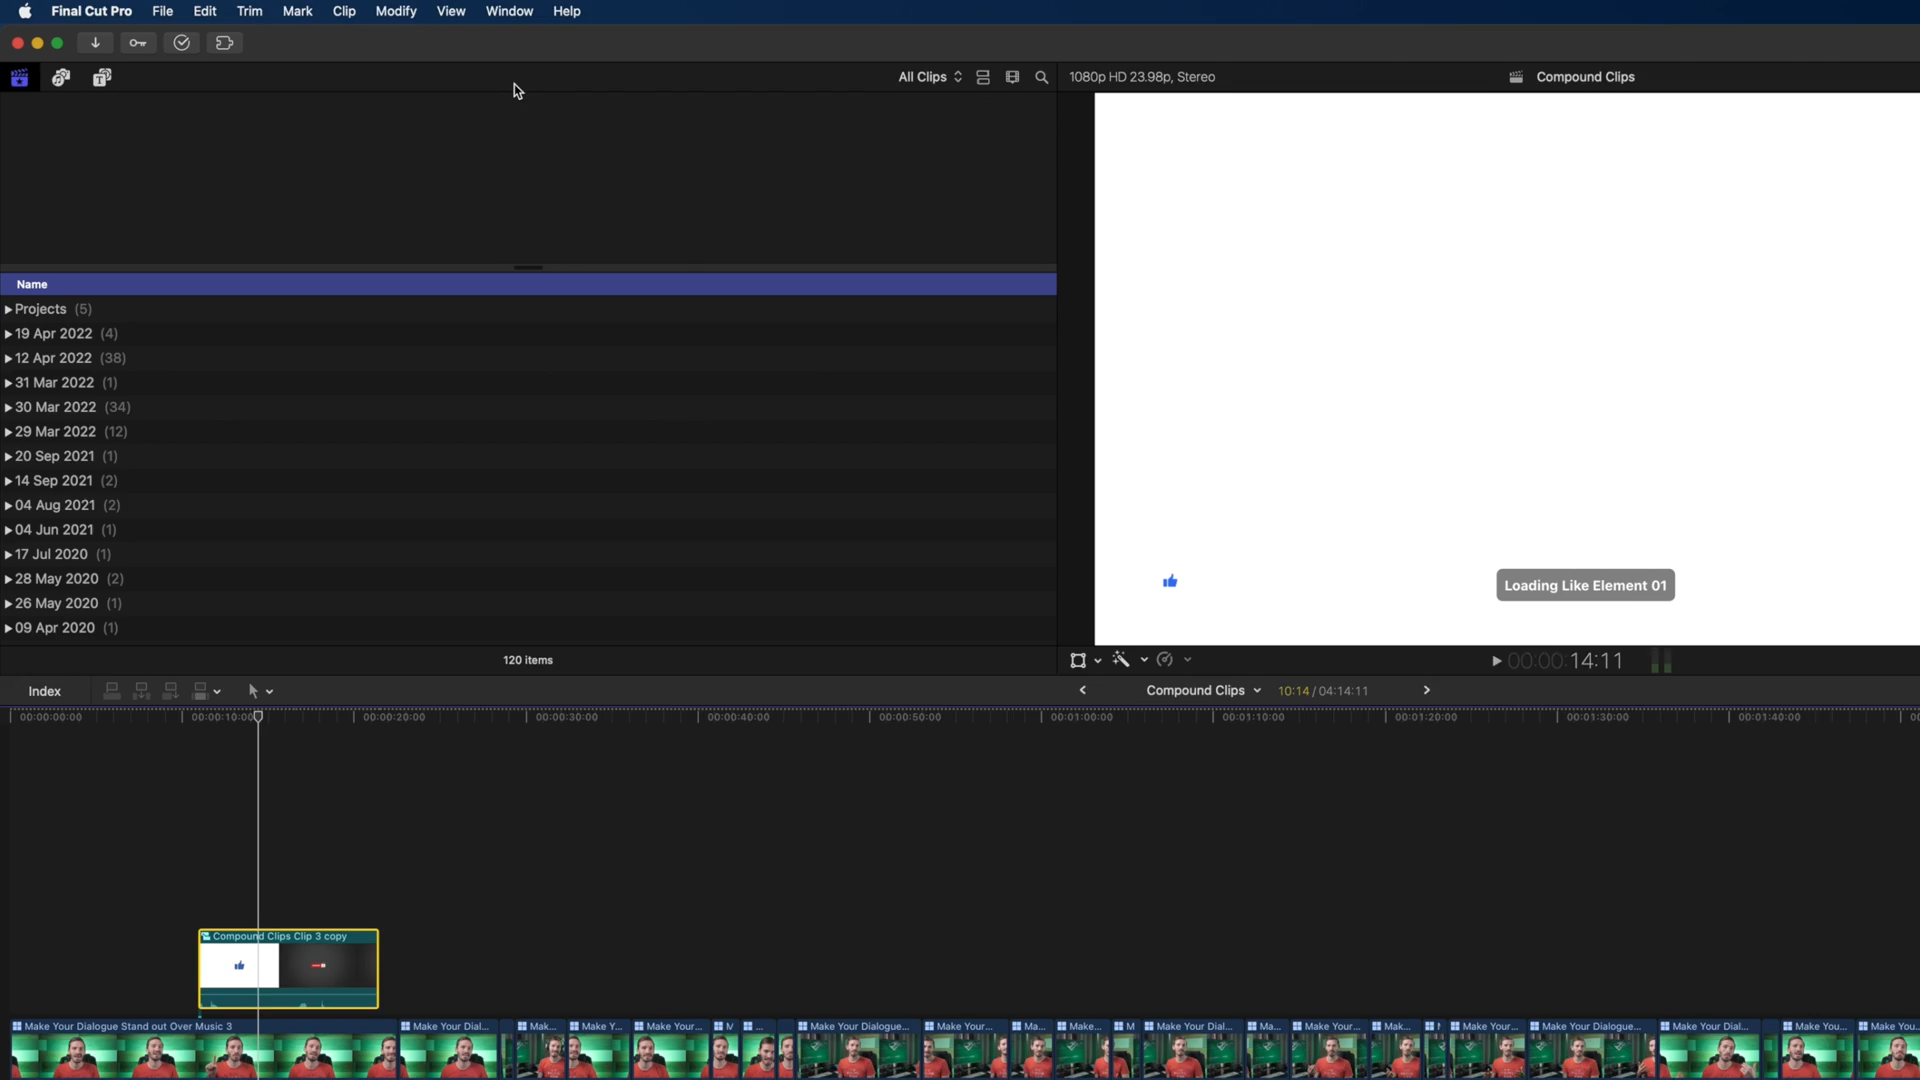 Final Cut Pro File Edit Trim Mark Clip Modify View Window Help
All Clips 1080p HD 23.98p, Stereo Compound Clips
Name
Projects (5)
19 Apr 2022 (4)
12 Apr 2022 (38)
31 Mar 2022 (1)
30 Mar 2022 (34)
29 Mar 2022 (12)
20 Sep 2021 (1)
14 Sep 2021 (2)
04 Aug 2021 (2)
04 Jun 2021 (1)
17 Jul 2020 (1)
28 May 2020 (2)
26 May 2020 (1)
09 Apr 2020 (1)
Loading Like Element 01
120 items
00:00:00:14:11
Index Compound Clips 10:14 / 04:14:11
00:00:00:00 00:00:10:00 00:00:20:00 00:00:30:00 00:00:40:00 00:00:50:00 00:01:00:00 00:01:10:00 00:01:20:00 00:01:30:00 00:01:40:00
Compound Clips Clip 3 copy
Make Your Dialogue Stand out Over Music 3 Make Your Dial... Mak... Make Y... Make Your... M ... Make Your Dialogue... Make Your... Ma... Make... M Make Your Dial... Ma... Make Your... Mak... Make Your... Make Your Dialogue... Make Your Dial... Make You... Make You...